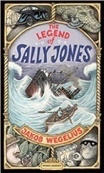 THE
LEGEND
OF
SALLY JONES
JAKOB WEGELIUS